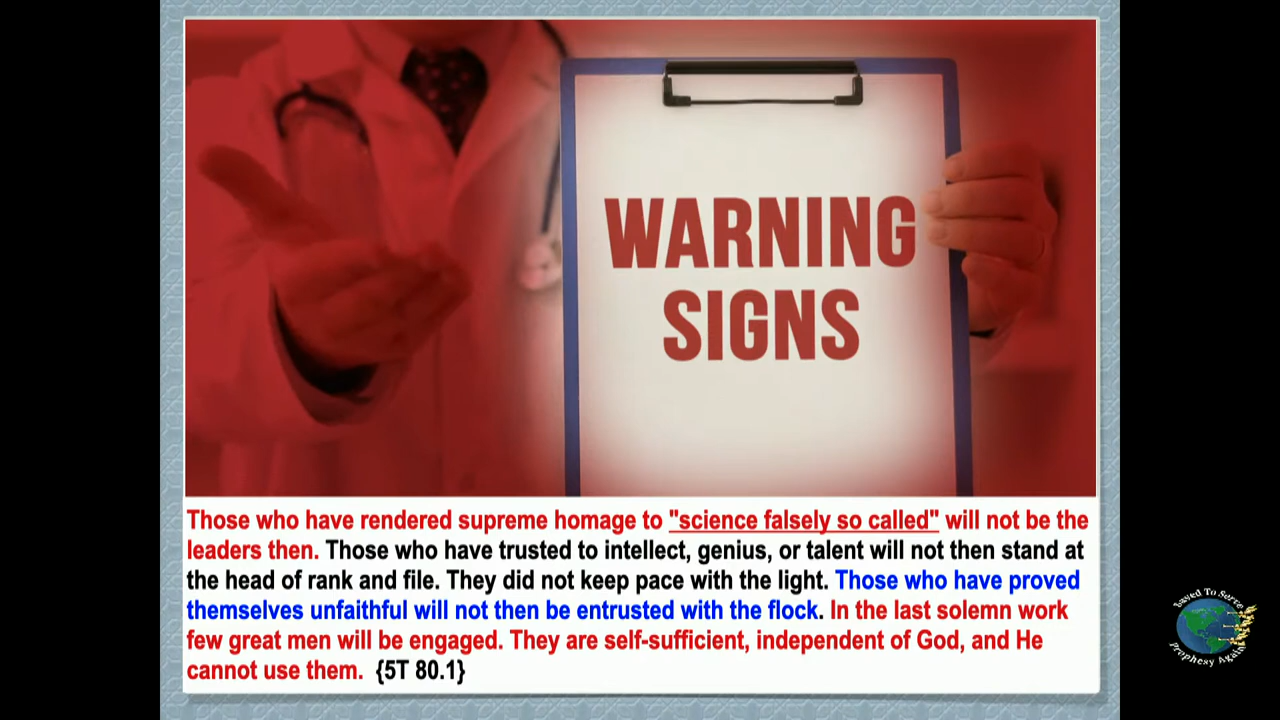 WARNING
SIGNS
Those who have rendered supreme homage to "science falsely so called" will not be the
leaders then. Those who have trusted to intellect, genius, or talent will not then stand at
the head of rank and file. They did not keep pace with the light. Those who have proved
themselves unfaithful will not then be entrusted with the flock. In the last solemn work
few great men will be engaged. They are self-sufficient, independent of God, and He
cannot use them. {5T 80.1}
To Serve
Prophesy Again